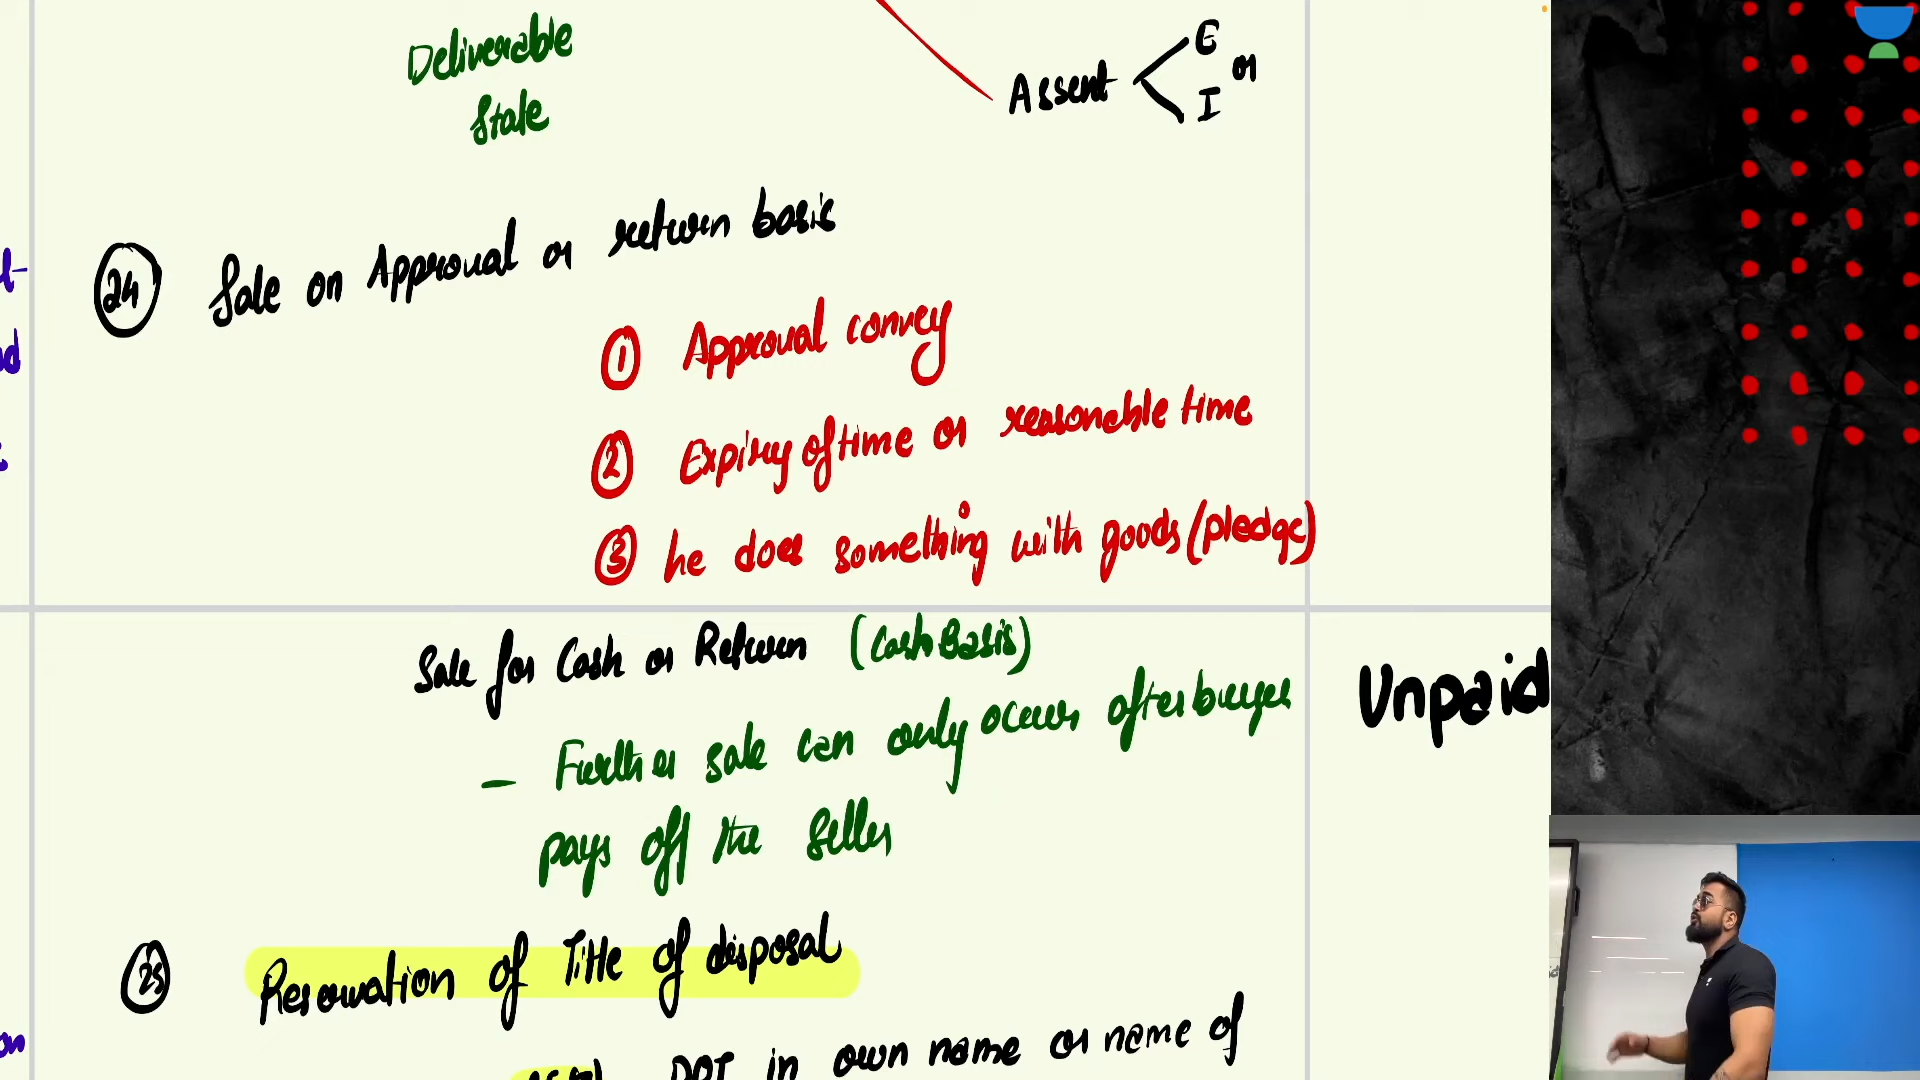 Deliverable
State
Assent E or
I
24 Sale on Approval or return basis
1 Approval convey
2 Expiry of time or reasonable time
3 he does something with goods (pledge)
Sale for Cash or Return (Cash Basis)
Unpaid
- Further sale can only occur after buyer
pays off the seller
25 Reservation of Title of disposal
DOT in own name or name of